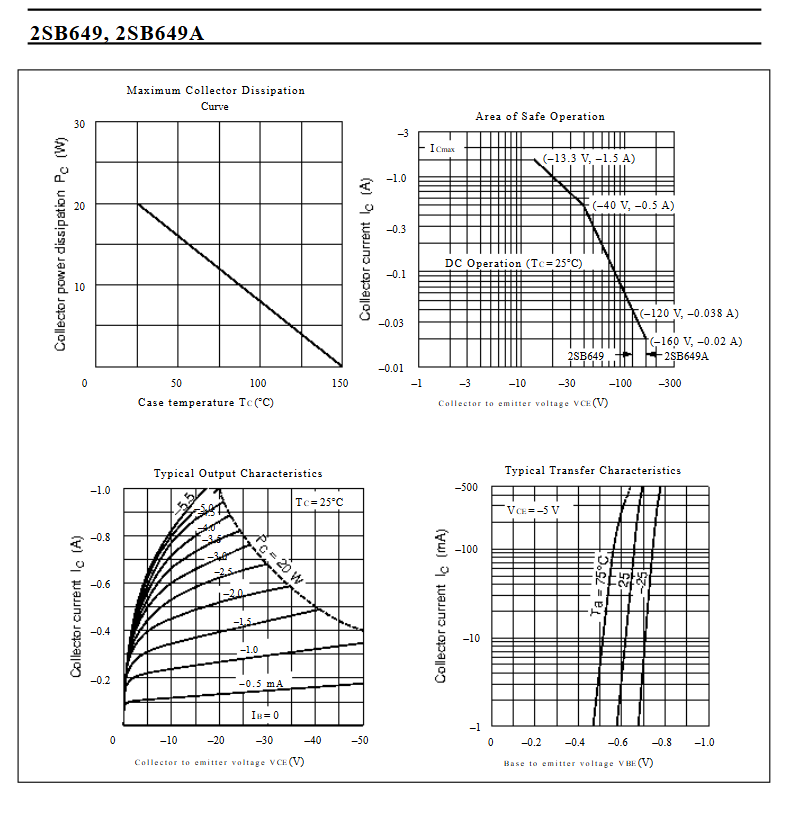 2SB649, 2SB649A
Maximum Collector Dissipation
Curve
30
20
10
Collector power dissipation PC (W)
0
50
100
150
Case temperature TC (°C)
Area of Safe Operation
–3
–1.0
–0.3
–0.1
–0.03
–0.01
Collector current IC (A)
ICmax
(–13.3 V, –1.5 A)
(–40 V, –0.5 A)
DC Operation (TC = 25°C)
(–120 V, –0.038 A)
(–160 V, –0.02 A)
2SB649
2SB649A
–1
–3
–10
–30
–100
–300
Collector to emitter voltage VCE (V)
Typical Output Characteristics
–1.0
–0.8
–0.6
–0.4
–0.2
Collector current IC (A)
TC = 25°C
–5.5
–5.0
–4.5
–4.0
–3.5
–3.0
–2.5
–2.0
–1.5
–1.0
–0.5 mA
IB = 0
PC = 20 W
0
–10
–20
–30
–40
–50
Collector to emitter voltage VCE (V)
Typical Transfer Characteristics
–500
–100
–10
–1
Collector current IC (mA)
VCE = –5 V
Ta = 75°C
25
–25
0
–0.2
–0.4
–0.6
–0.8
–1.0
Base to emitter voltage VBE (V)